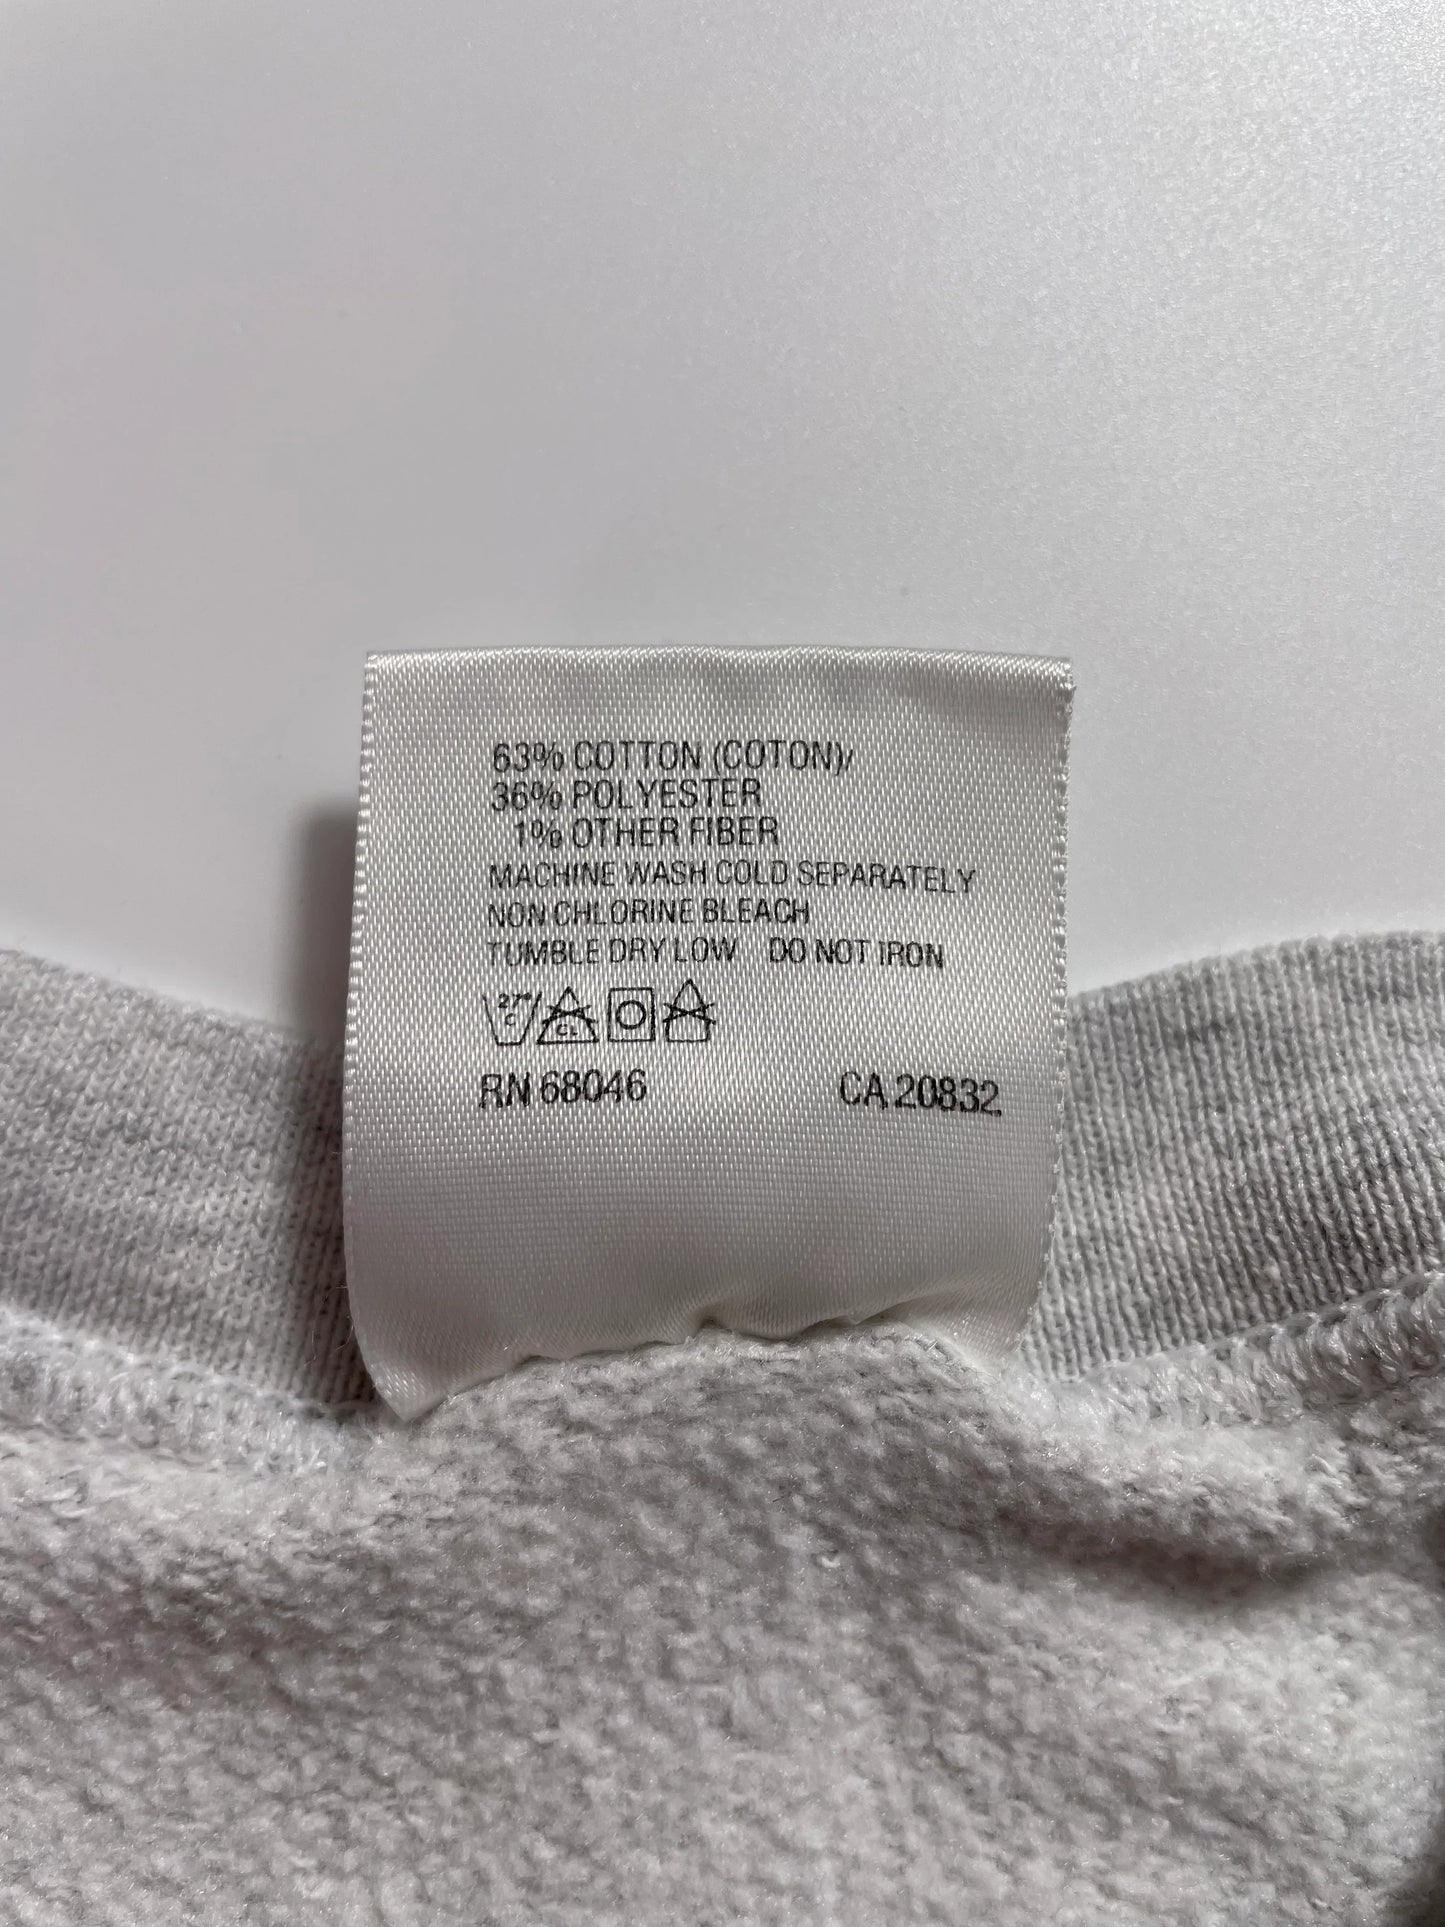 63% COTTON (COTON)/
36% POLYESTER
1% OTHER FIBER
MACHINE WASH COLD SEPARATELY
NON CHLORINE BLEACH
TUMBLE DRY LOW DO NOT IRON
27° C CL
RN 68046 CA 20832